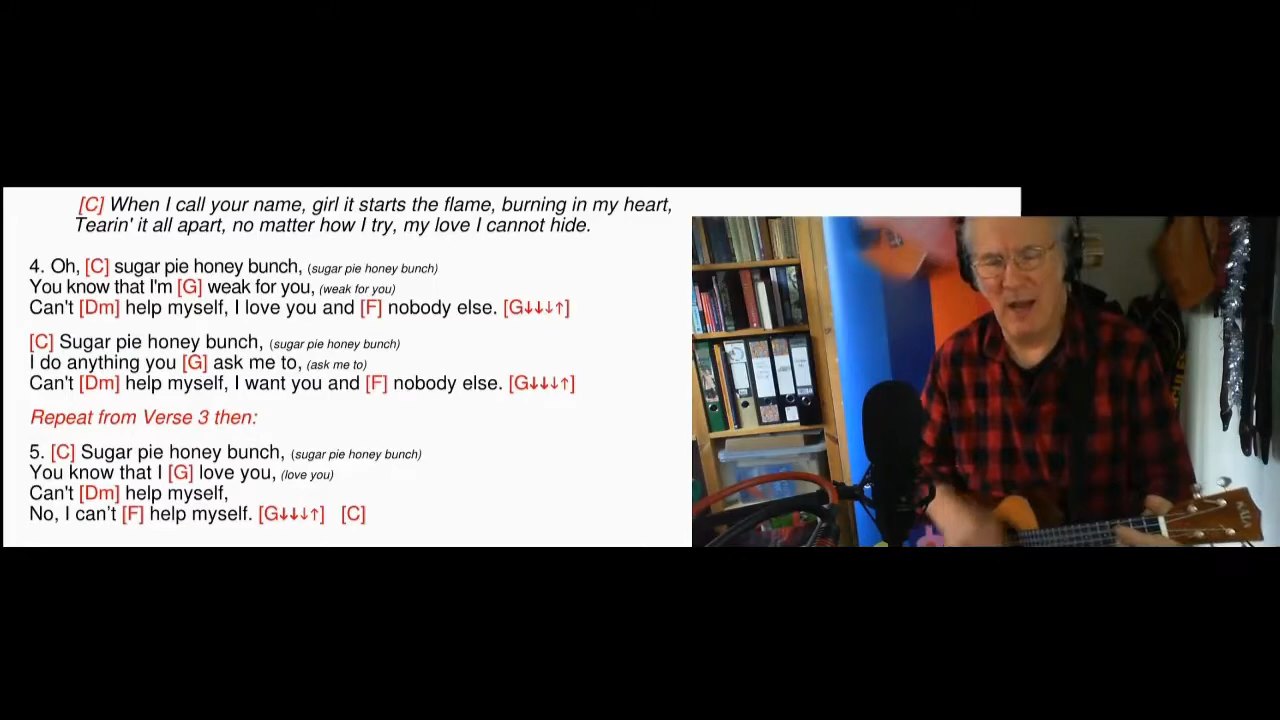 [C] When I call your name, girl it starts the flame, burning in my heart,
Tearin' it all apart, no matter how I try, my love I cannot hide.
4. Oh, [C] sugar pie honey bunch, (sugar pie honey bunch)
You know that I'm [G] weak for you, (weak for you)
Can't [Dm] help myself, I love you and [F] nobody else. [G↓↓↓↑]
[C] Sugar pie honey bunch, (sugar pie honey bunch)
I do anything you [G] ask me to, (ask me to)
Can't [Dm] help myself, I want you and [F] nobody else. [G↓↓↓↑]
Repeat from Verse 3 then:
5. [C] Sugar pie honey bunch, (sugar pie honey bunch)
You know that I [G] love you, (love you)
Can't [Dm] help myself,
No, I can’t [F] help myself. [G↓↓↓↑] [C]
KALA